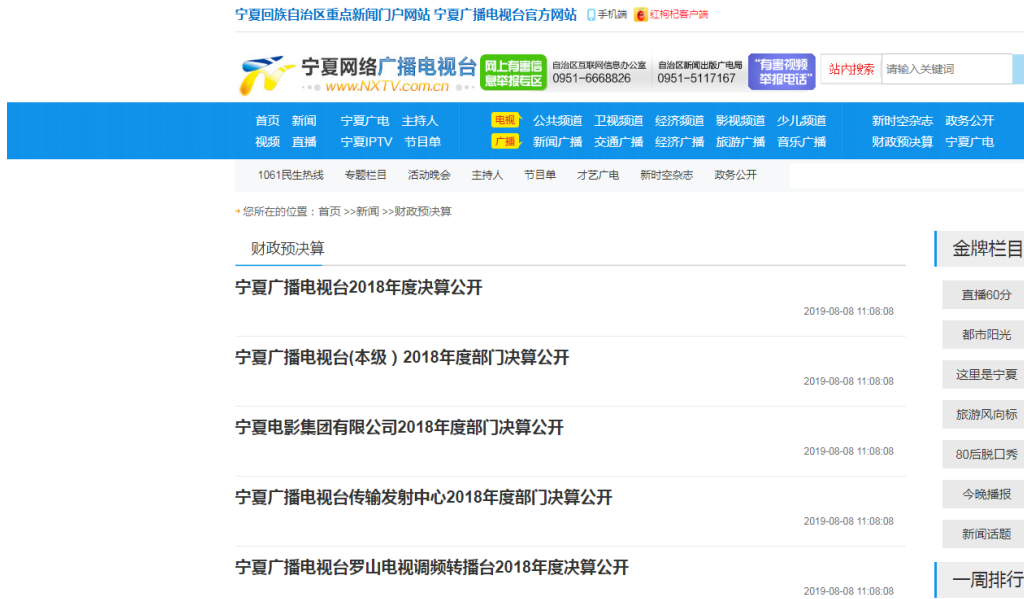 宁夏回族自治区重点新闻门户网站 宁夏广播电视台官方网站 手机端 红枸杞客户端
宁夏网络广播电视台
www.NXTV.com.cn
网上有害信息举报专区
自治区互联网信息办公室 0951-6668826
自治区新闻出版广电局 0951-5117167
"有害视频举报电话"
站内搜索 请输入关键词
首页 新闻 宁夏广电 主持人 电视 公共频道 卫视频道 经济频道 影视频道 少儿频道 新时空杂志 政务公开
视频 直播 宁夏IPTV 节目单 广播 新闻广播 交通广播 经济广播 旅游广播 音乐广播 财政预决算 宁夏广电
1061民生热线 专题栏目 活动晚会 主持人 节目单 才艺广电 新时空杂志 政务公开
您所在的位置：首页 >>新闻 >>财政预决算
财政预决算
宁夏广播电视台2018年度决算公开
2019-08-08 11:08:08
宁夏广播电视台(本级）2018年度部门决算公开
2019-08-08 11:08:08
宁夏电影集团有限公司2018年度部门决算公开
2019-08-08 11:08:08
宁夏广播电视台传输发射中心2018年度部门决算公开
2019-08-08 11:08:08
宁夏广播电视台罗山电视调频转播台2018年度决算公开
2019-08-08 11:08:08
金牌栏目
直播60分
都市阳光
这里是宁夏
旅游风向标
80后脱口秀
今晚播报
新闻话题
一周排行